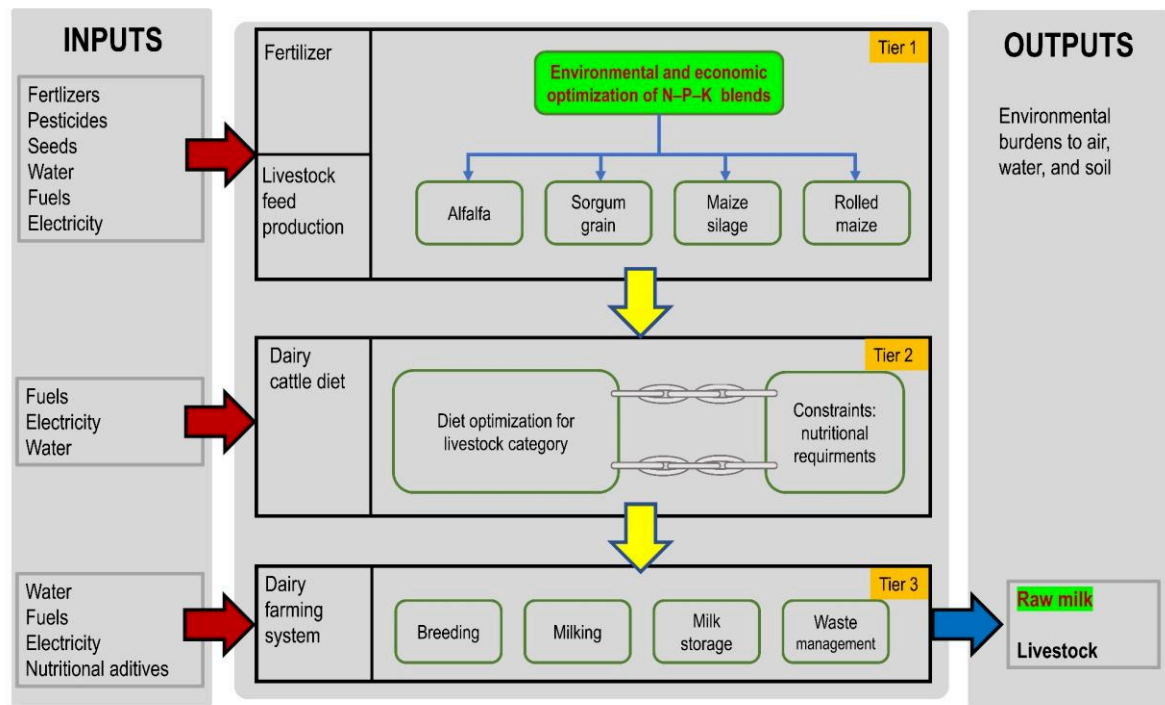 INPUTS
Fertlizers
Pesticides
Seeds
Water
Fuels
Electricity
Fuels
Electricity
Water
Water
Fuels
Electricity
Nutritional aditives
Fertilizer
Livestock
feed
production
Tier 1
Environmental and economic
optimization of N–P–K blends
Alfalfa
Sorgum
grain
Maize
silage
Rolled
maize
Dairy
cattle diet
Tier 2
Diet optimization for
livestock category
Constraints:
nutritional
requirments
Dairy
farming
system
Tier 3
Breeding
Milking
Milk
storage
Waste
management
OUTPUTS
Environmental
burdens to air,
water, and soil
Raw milk
Livestock